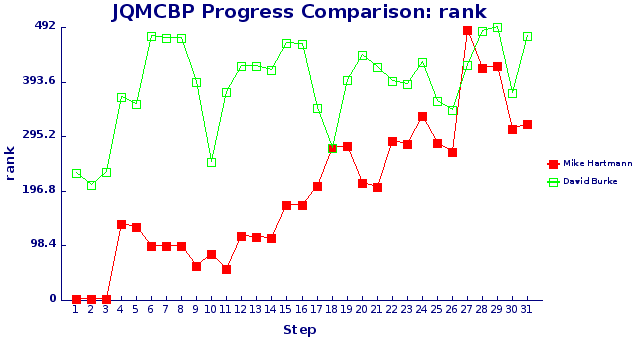 JQMCBP Progress Comparison: rank
492
393.6
295.2
196.8
98.4
0
rank
1 2 3 4 5 6 7 8 9 10 11 12 13 14 15 16 17 18 19 20 21 22 23 24 25 26 27 28 29 30 31
Step
Mike Hartmann
David Burke